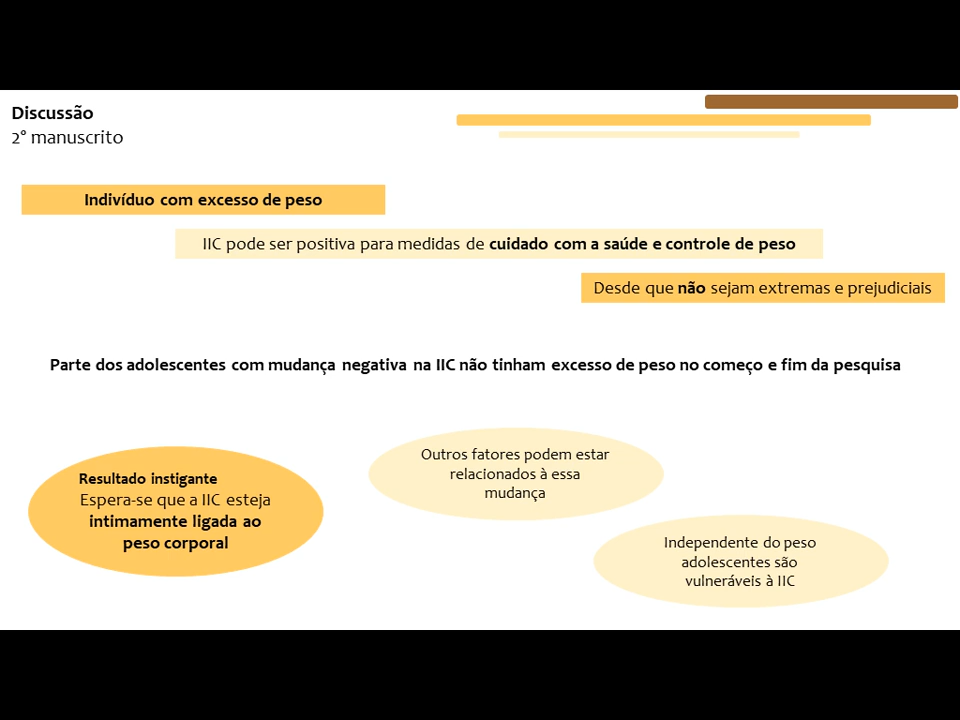 Discussão
2° manuscrito
Indivíduo com excesso de peso
IIC pode ser positiva para medidas de cuidado com a saúde e controle de peso
Desde que não sejam extremas e prejudiciais
Parte dos adolescentes com mudança negativa na IIC não tinham excesso de peso no começo e fim da pesquisa
Resultado instigante
Espera-se que a IIC esteja
intimamente ligada ao
peso corporal
Outros fatores podem estar
relacionados à essa
mudança
Independente do peso
adolescentes são
vulneráveis à IIC